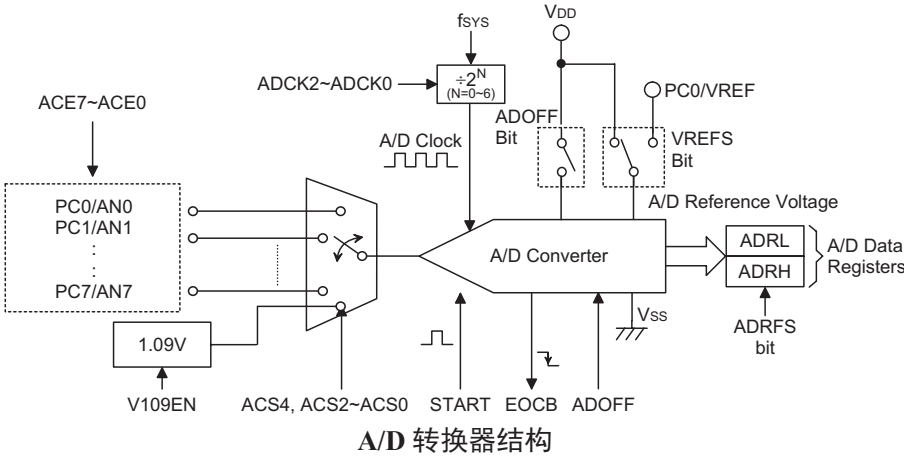 fSYS
VDD
ADCK2~ADCK0
÷2N
(N=0~6)
PC0/VREF
ACE7~ACE0
ADOFF
Bit
VREFS
Bit
A/D Clock
A/D Reference Voltage
PC0/AN0
PC1/AN1
PC7/AN7
A/D Converter
ADRL
ADRH
A/D Data
Registers
VSS
ADRFS
bit
1.09V
V109EN
ACS4, ACS2~ACS0
START
EOCB
ADOFF
A/D 转换器结构